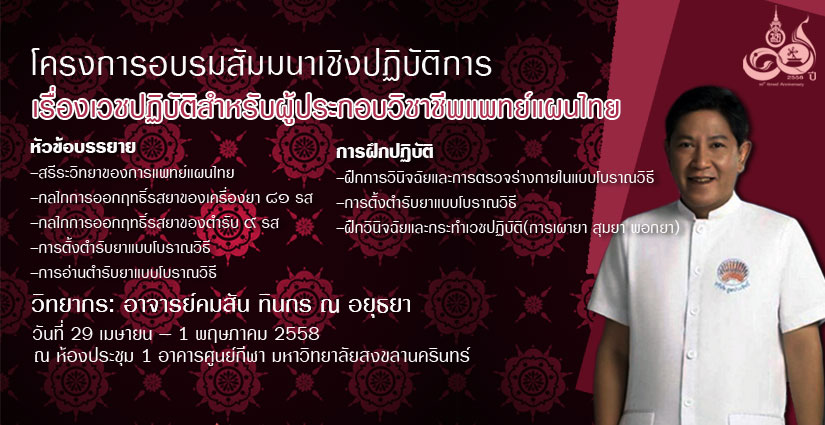 โครงการอบรมสัมมนาเชิงปฏิบัติการ
เรื่องเวชปฏิบัติสำหรับผู้ประกอบวิชาชีพแพทย์แผนไทย
หัวข้อบรรยาย
-สรีระวิทยาของการแพทย์แผนไทย
-กลไกการออกฤทธิ์รสยาของเครื่องยา ๘๑ รส
-กลไกการออกฤทธิ์รสยาของตำรับ ๙ รส
-การตั้งตำรับยาแบบโบราณวิธี
-การอ่านตำรับยาแบบโบราณวิธี
การฝึกปฏิบัติ
-ฝึกการวินิจฉัยและการตรวจร่างกายในแบบโบราณวิธี
-การตั้งตำรับยาแบบโบราณวิธี
-ฝึกวินิจฉัยและกระทำเวชปฏิบัติ(การเผายา สุมยา พอกยา)
วิทยากร: อาจารย์คมสัน ทินกร ณ อยุธยา
วันที่ 29 เมษายน – 1 พฤษภาคม 2558
ณ ห้องประชุม 1 อาคารศูนย์กีฬา มหาวิทยาลัยสงขลานครินทร์
ปี
2558
Anniversary